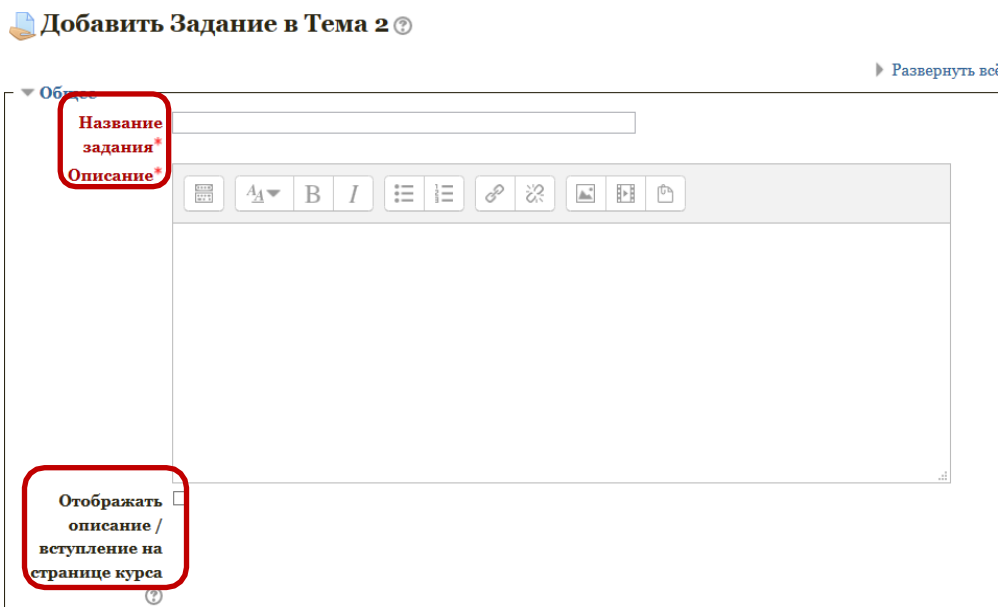 Добавить Задание в Тема 2
Развернуть всё
Общее
Название
задания*
Описание*
B I
Отображать
описание /
вступление на
странице курса